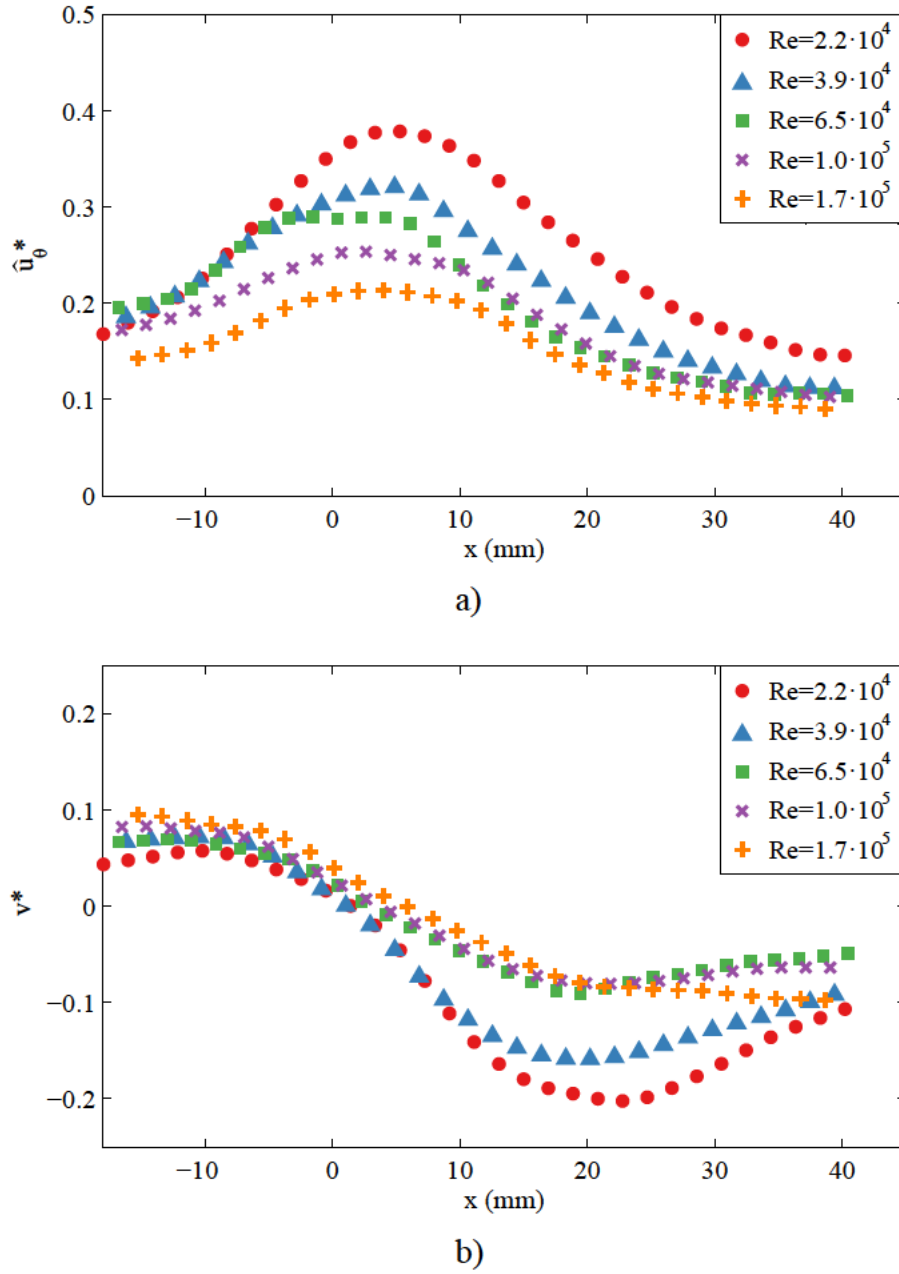 0.5
0.4
0.3
0.2
0.1
0
û_θ*
Re=2.2·10⁴
Re=3.9·10⁴
Re=6.5·10⁴
Re=1.0·10⁵
Re=1.7·10⁵
−10 0 10 20 30 40
x (mm)
a)
0.2
0.1
0
−0.1
−0.2
v*
Re=2.2·10⁴
Re=3.9·10⁴
Re=6.5·10⁴
Re=1.0·10⁵
Re=1.7·10⁵
−10 0 10 20 30 40
x (mm)
b)